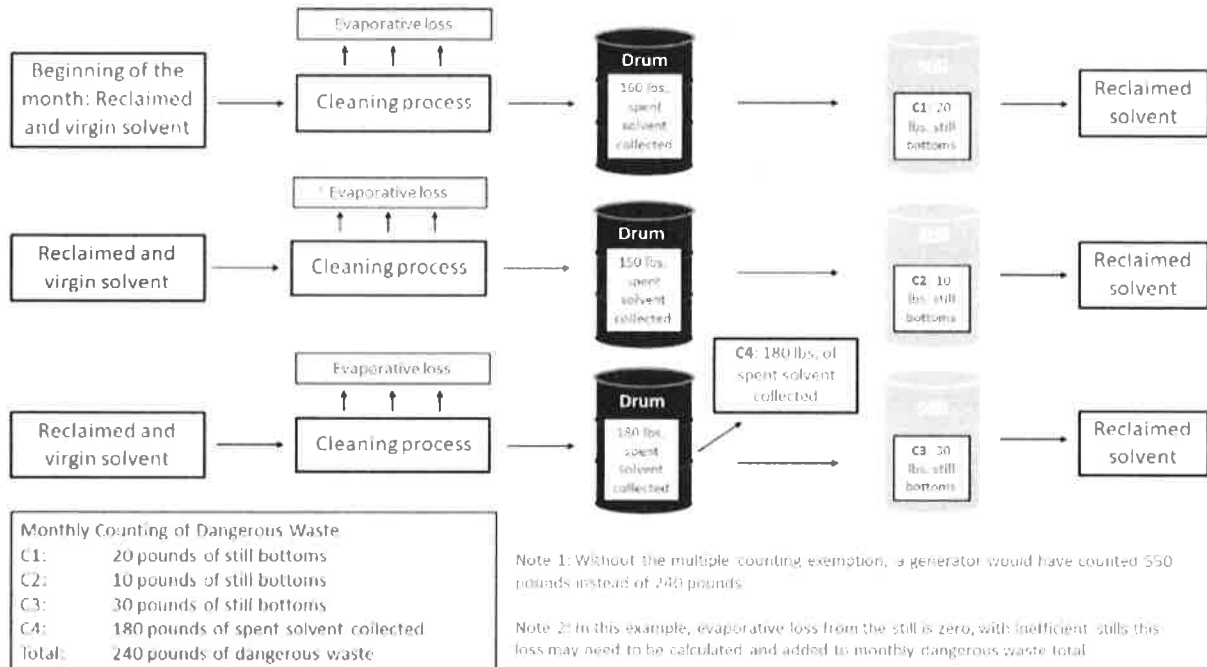 Evaporative loss
Beginning of the
month: Reclaimed
and virgin solvent
Cleaning process
Drum
160 lbs.
spent
solvent
collected
Still
C1: 20
lbs. still
bottoms
Reclaimed
solvent
Evaporative loss
Reclaimed and
virgin solvent
Cleaning process
Drum
150 lbs.
spent
solvent
collected
Still
C2: 10
lbs. still
bottoms
Reclaimed
solvent
C4: 180 lbs. of
spent solvent
collected
Evaporative loss
Reclaimed and
virgin solvent
Cleaning process
Drum
180 lbs.
spent
solvent
collected
Still
C3: 30
lbs. still
bottoms
Reclaimed
solvent
Monthly Counting of Dangerous Waste
C1: 20 pounds of still bottoms
C2: 10 pounds of still bottoms
C3: 30 pounds of still bottoms
C4: 180 pounds of spent solvent collected
Total: 240 pounds of dangerous waste
Note 1: Without the multiple counting exemption, a generator would have counted 550
pounds instead of 240 pounds
Note 2: In this example, evaporative loss from the still is zero, with inefficient stills this
loss may need to be calculated and added to monthly dangerous waste total